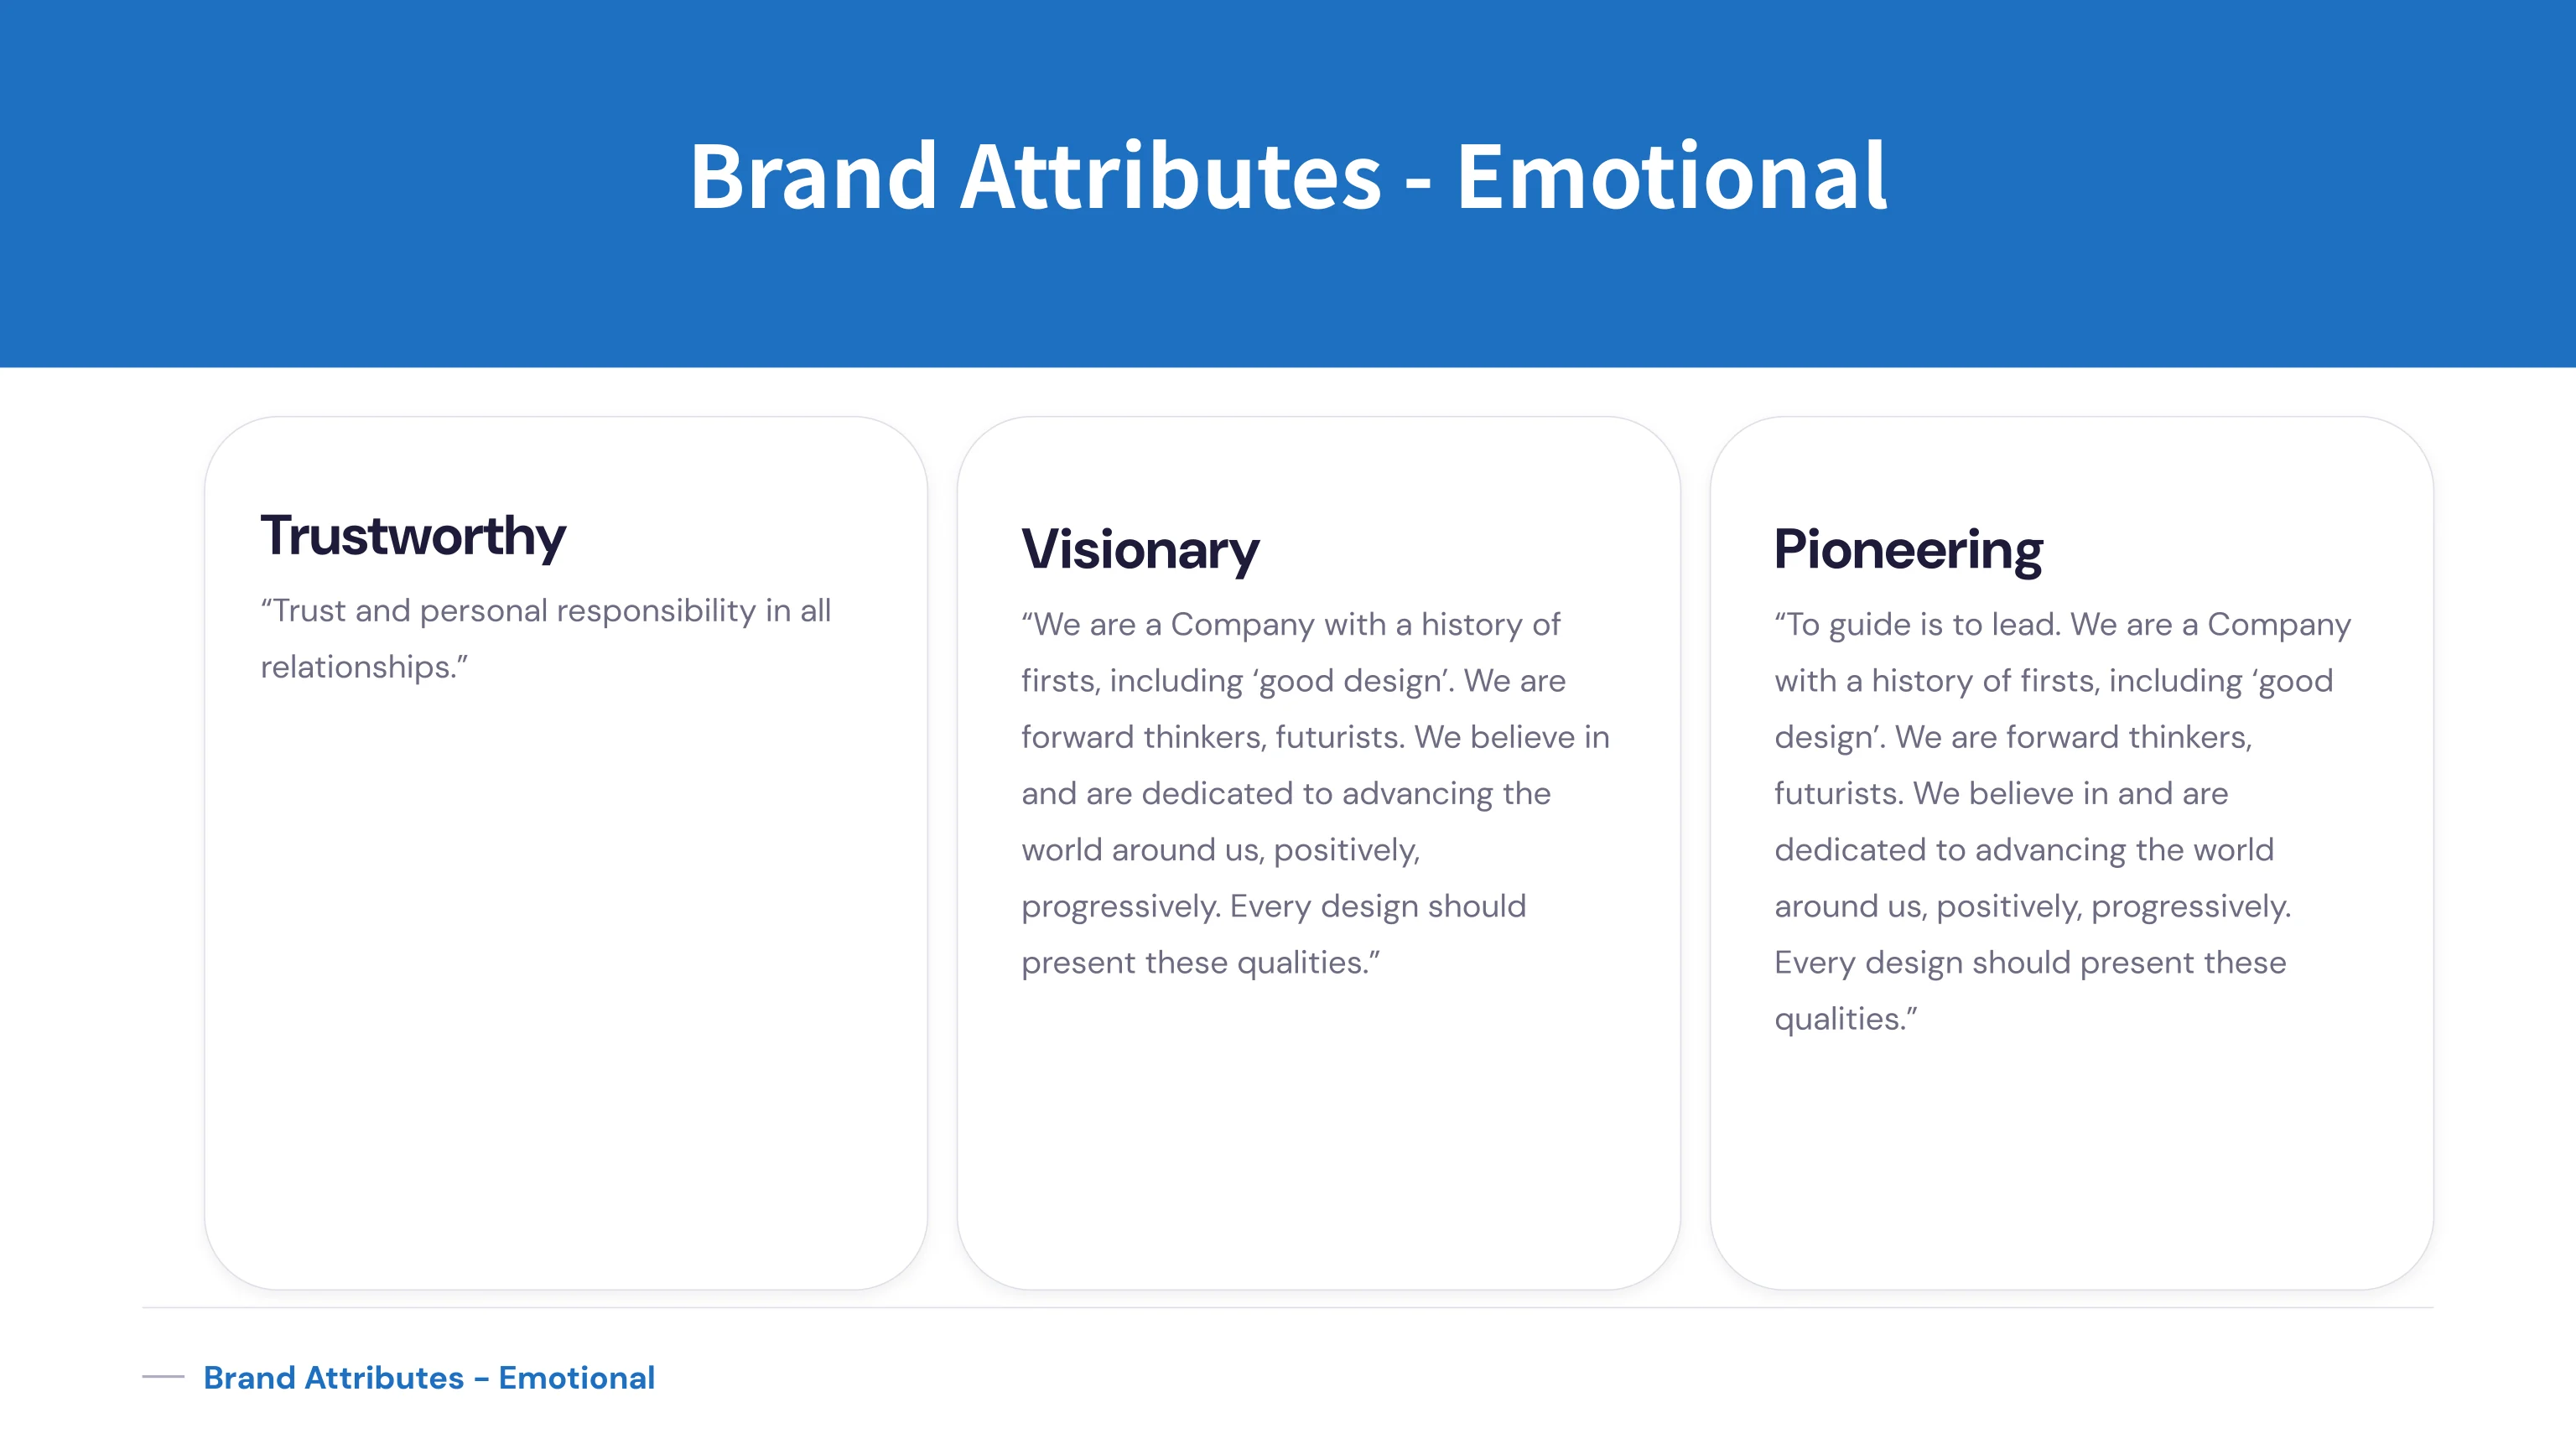 Brand Attributes - Emotional
Trustworthy
“Trust and personal responsibility in all
relationships.”
Visionary
“We are a Company with a history of
firsts, including ‘good design’. We are
forward thinkers, futurists. We believe in
and are dedicated to advancing the
world around us, positively,
progressively. Every design should
present these qualities.”
Pioneering
“To guide is to lead. We are a Company
with a history of firsts, including ‘good
design’. We are forward thinkers,
futurists. We believe in and are
dedicated to advancing the world
around us, positively, progressively.
Every design should present these
qualities.”
Brand Attributes – Emotional